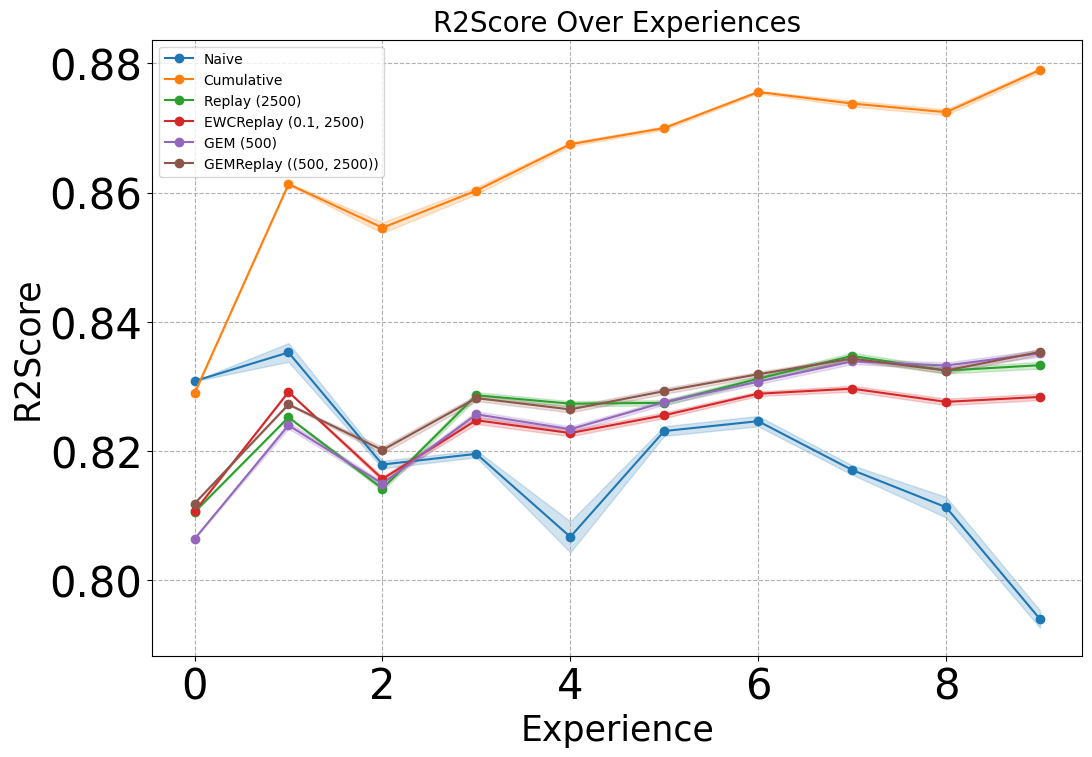 R2Score Over Experiences
Naive
Cumulative
Replay (2500)
EWCReplay (0.1, 2500)
GEM (500)
GEMReplay ((500, 2500))
R2Score
0.88
0.86
0.84
0.82
0.80
0 2 4 6 8
Experience